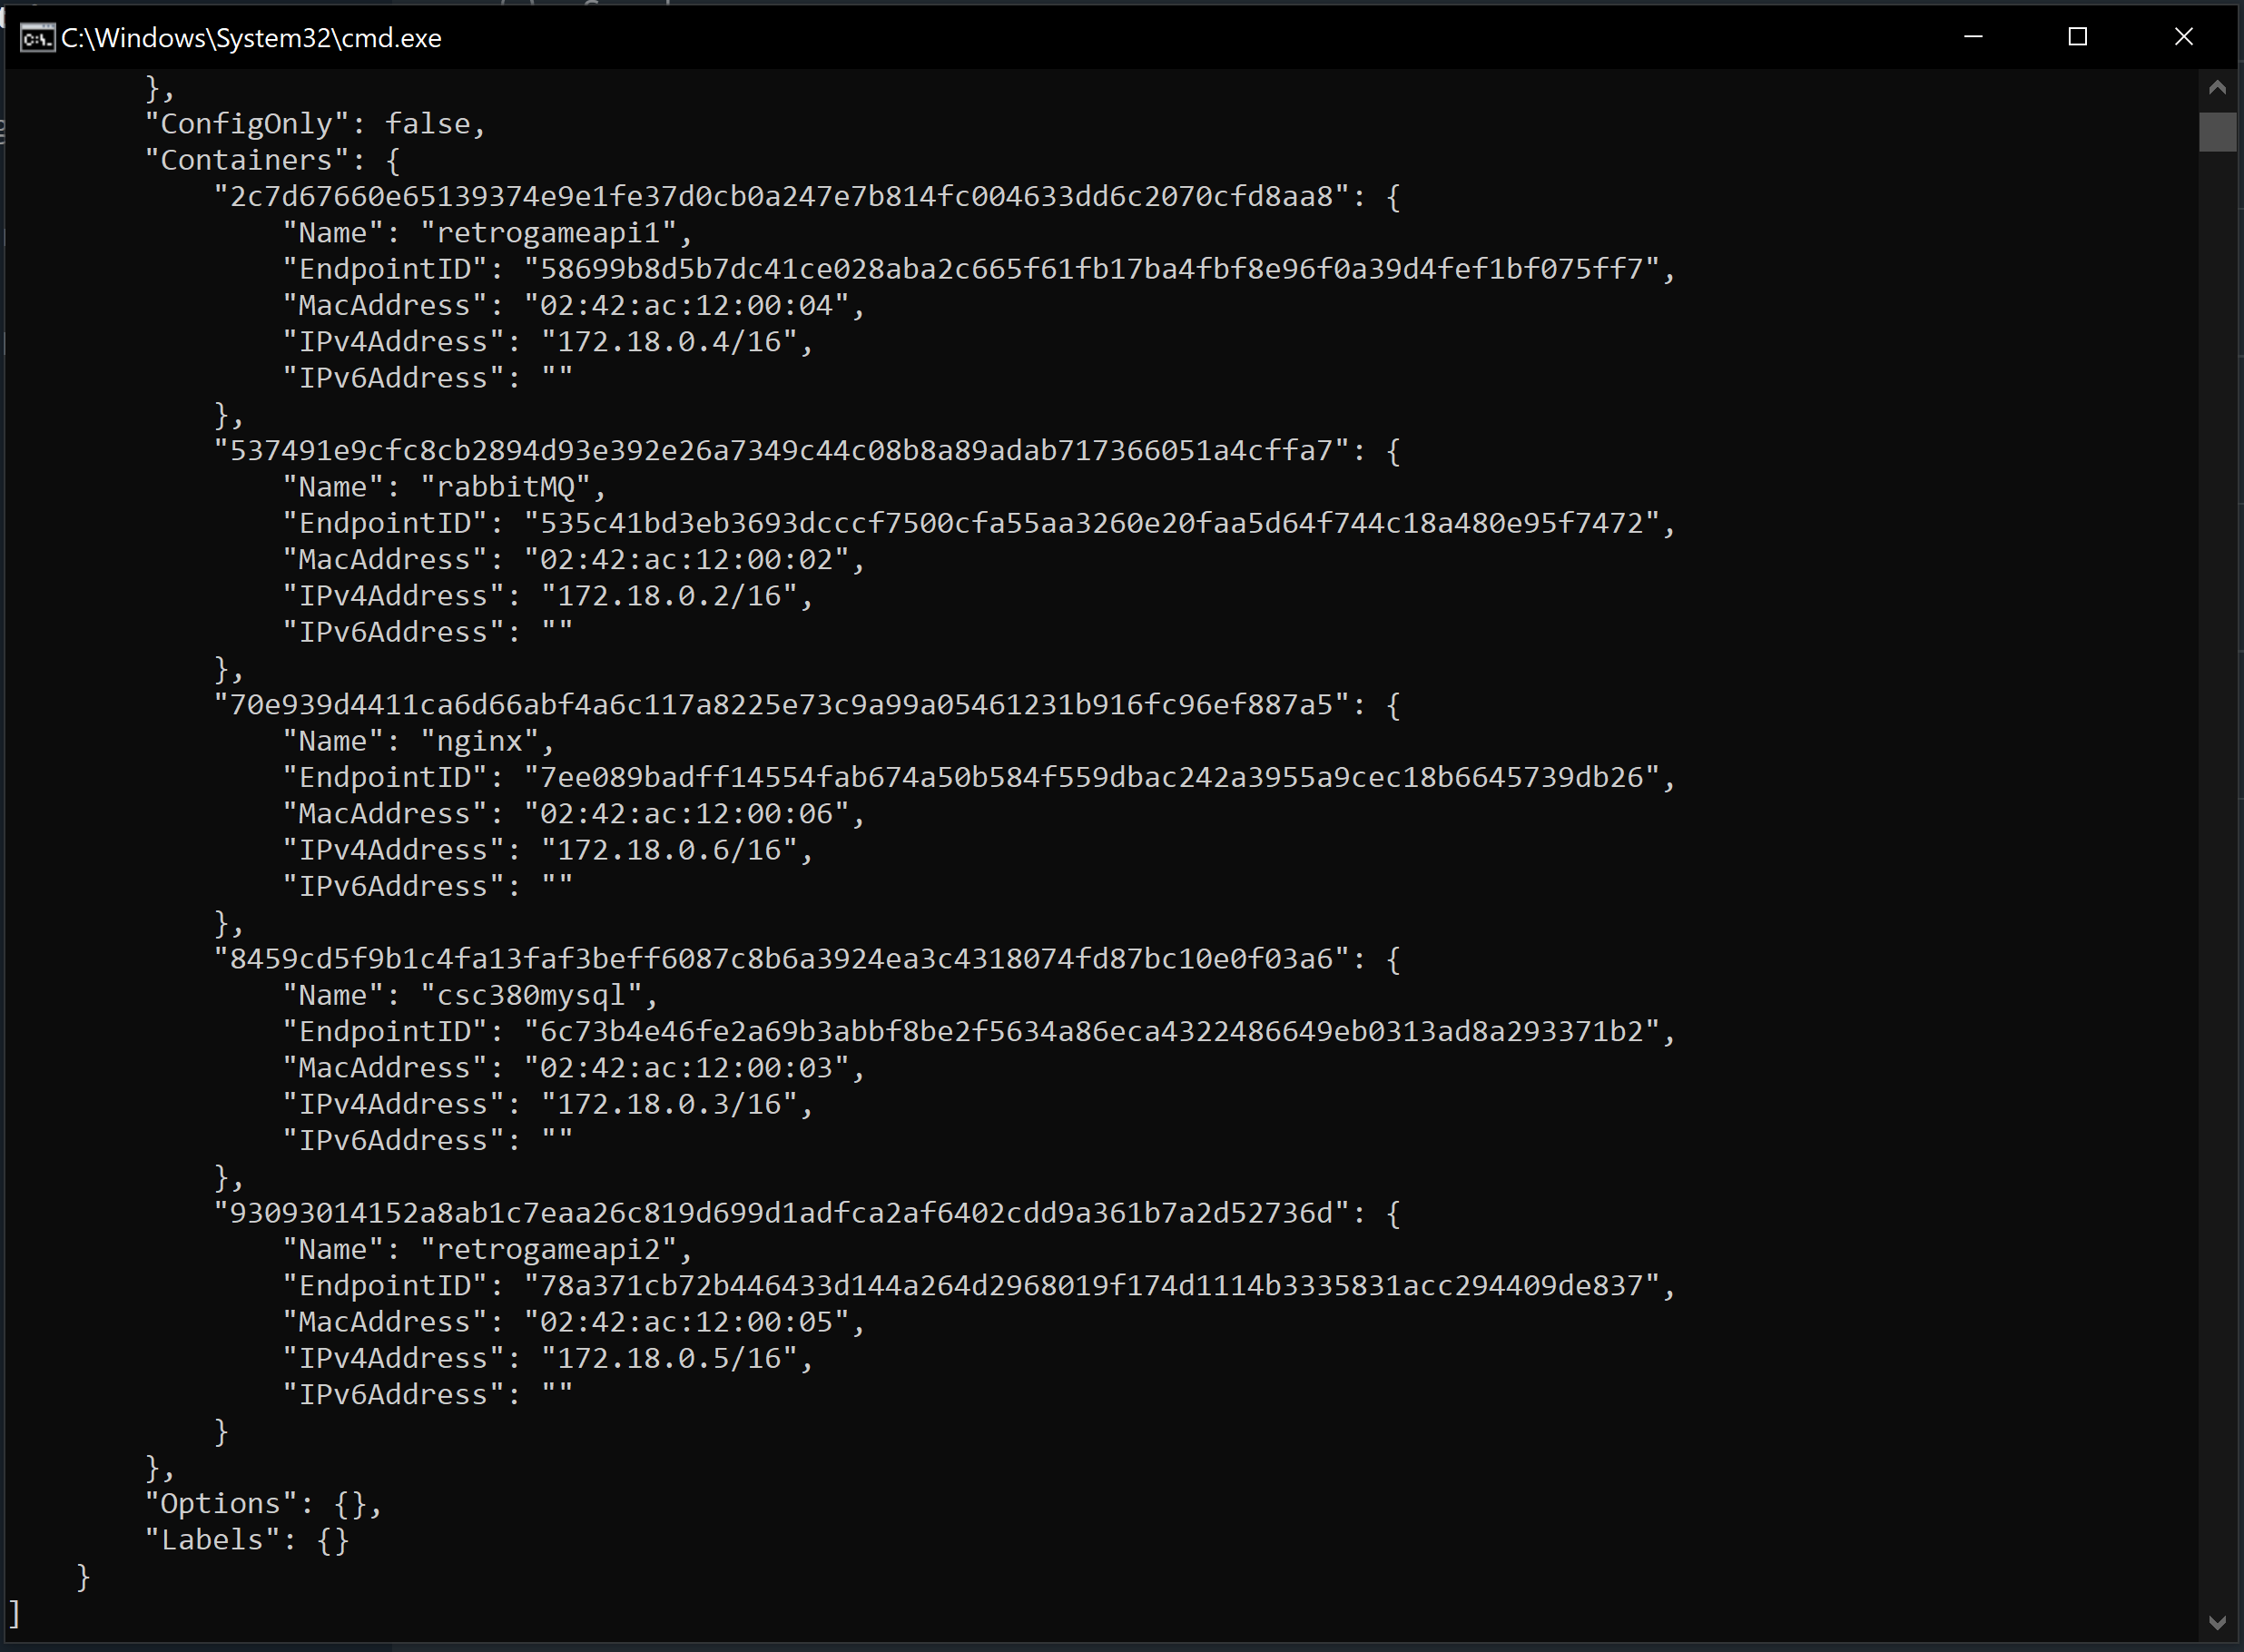 C:\Windows\System32\cmd.exe
        },
        "ConfigOnly": false,
        "Containers": {
            "2c7d67660e65139374e9e1fe37d0cb0a247e7b814fc004633dd6c2070cfd8aa8": {
                "Name": "retrogameapi1",
                "EndpointID": "58699b8d5b7dc41ce028aba2c665f61fb17ba4fbf8e96f0a39d4fef1bf075ff7",
                "MacAddress": "02:42:ac:12:00:04",
                "IPv4Address": "172.18.0.4/16",
                "IPv6Address": ""
            },
            "537491e9cfc8cb2894d93e392e26a7349c44c08b8a89adab717366051a4cffa7": {
                "Name": "rabbitMQ",
                "EndpointID": "535c41bd3eb3693dcccf7500cfa55aa3260e20faa5d64f744c18a480e95f7472",
                "MacAddress": "02:42:ac:12:00:02",
                "IPv4Address": "172.18.0.2/16",
                "IPv6Address": ""
            },
            "70e939d4411ca6d66abf4a6c117a8225e73c9a99a05461231b916fc96ef887a5": {
                "Name": "nginx",
                "EndpointID": "7ee089badff14554fab674a50b584f559dbac242a3955a9cec18b6645739db26",
                "MacAddress": "02:42:ac:12:00:06",
                "IPv4Address": "172.18.0.6/16",
                "IPv6Address": ""
            },
            "8459cd5f9b1c4fa13faf3beff6087c8b6a3924ea3c4318074fd87bc10e0f03a6": {
                "Name": "csc380mysql",
                "EndpointID": "6c73b4e46fe2a69b3abbf8be2f5634a86eca4322486649eb0313ad8a293371b2",
                "MacAddress": "02:42:ac:12:00:03",
                "IPv4Address": "172.18.0.3/16",
                "IPv6Address": ""
            },
            "93093014152a8ab1c7eaa26c819d699d1adfca2af6402cdd9a361b7a2d52736d": {
                "Name": "retrogameapi2",
                "EndpointID": "78a371cb72b446433d144a264d2968019f174d1114b3335831acc294409de837",
                "MacAddress": "02:42:ac:12:00:05",
                "IPv4Address": "172.18.0.5/16",
                "IPv6Address": ""
            }
        },
        "Options": {},
        "Labels": {}
    }
]